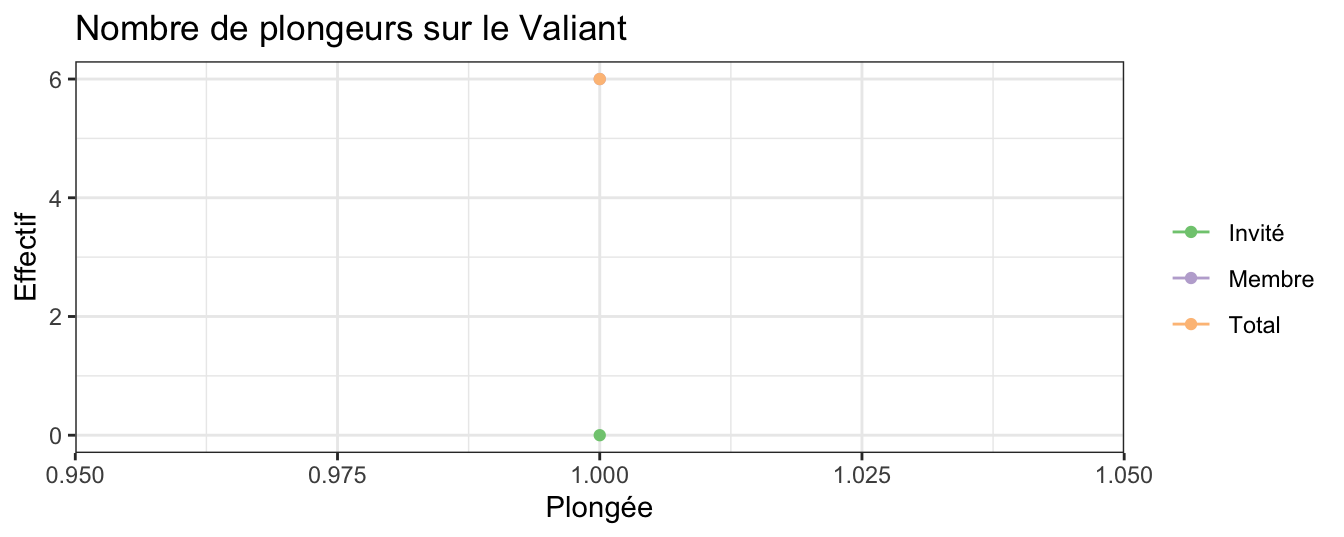 Nombre de plongeurs sur le Valiant
6
4
2
0
Effectif
0.950 0.975 1.000 1.025 1.050
Plongée
Invité
Membre
Total